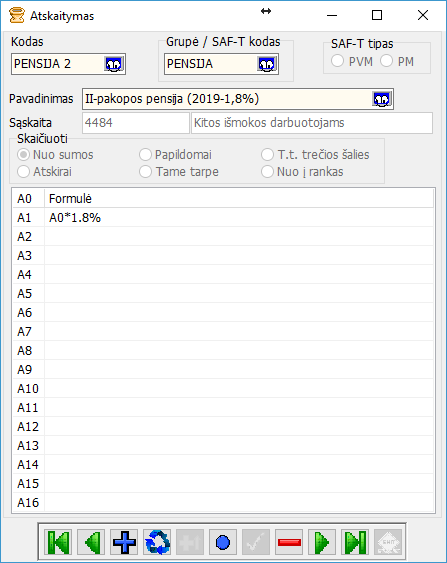 Atskaitymas
Kodas
Grupė / SAF-T kodas
SAF-T tipas
PENSIJA 2
PENSIJA
PVM
PM
Pavadinimas
II-pakopos pensija (2019-1,8%)
Sąskaita
4484
Kitos išmokos darbuotojams
Skaičiuoti
Nuo sumos
Papildomai
T.t. trečios šalies
Atskirai
Tame tarpe
Nuo į rankas
A0 Formulė
A1 A0*1.8%
A2
A3
A4
A5
A6
A7
A8
A9
A10
A11
A12
A13
A14
A15
A16